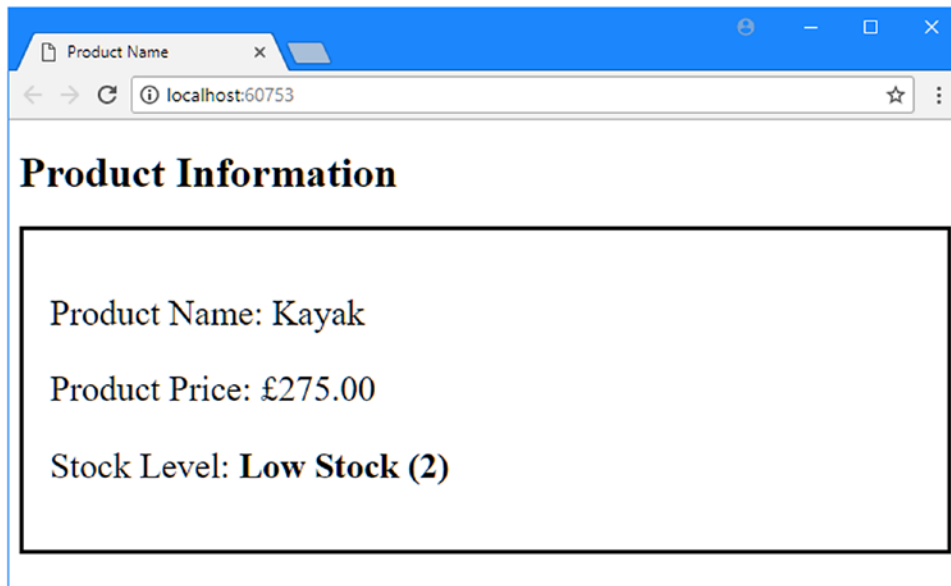 Product Name
localhost:60753
Product Information
Product Name: Kayak
Product Price: £275.00
Stock Level: Low Stock (2)